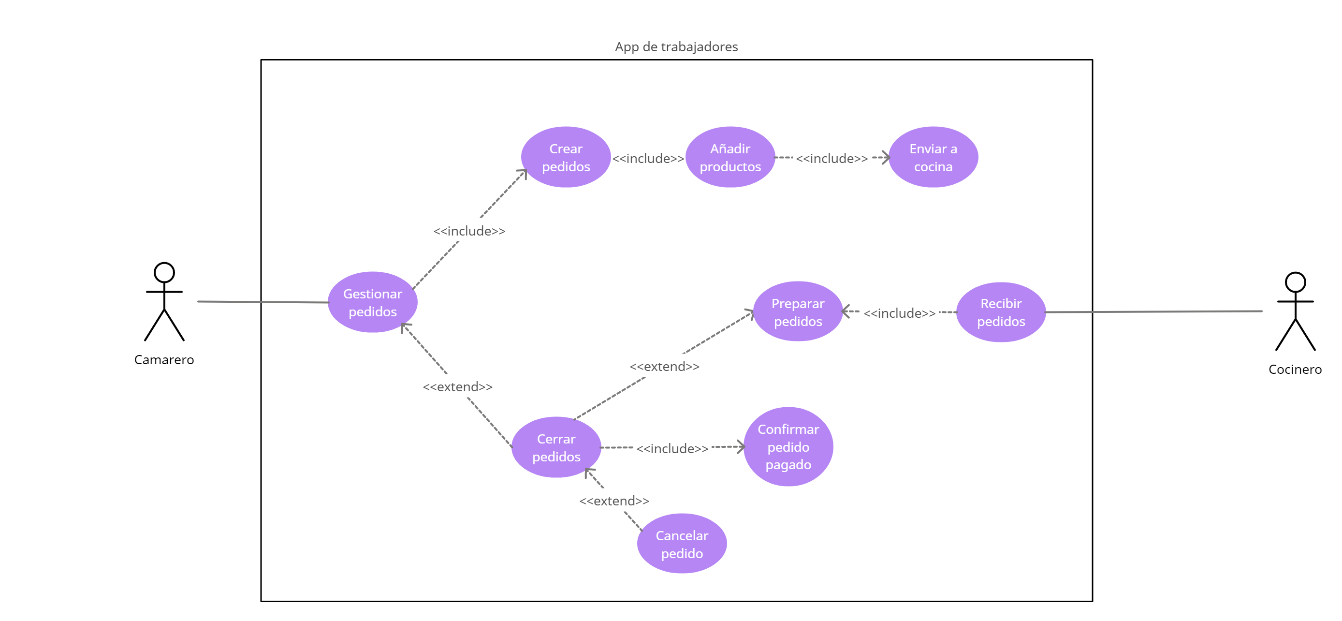 App de trabajadores
Crear
pedidos
<<include>>
Añadir
productos
<<include>>
Enviar a
cocina
<<include>>
Gestionar
pedidos
Camarero
Preparar
pedidos
<<include>>
Recibir
pedidos
Cocinero
<<extend>>
<<extend>>
Cerrar
pedidos
<<include>>
Confirmar
pedido
pagado
<<extend>>
Cancelar
pedido